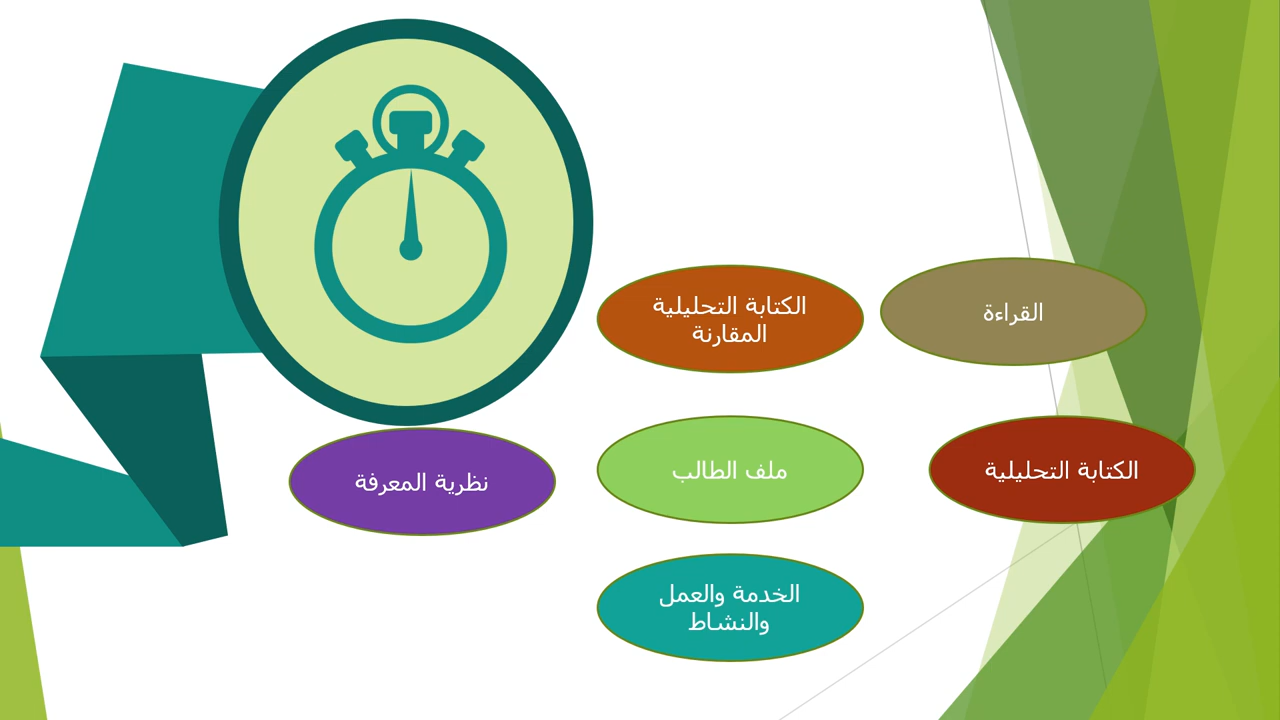 القراءة
الكتابة التحليلية
المقارنة
الكتابة التحليلية
ملف الطالب
نظرية المعرفة
الخدمة والعمل
والنشاط